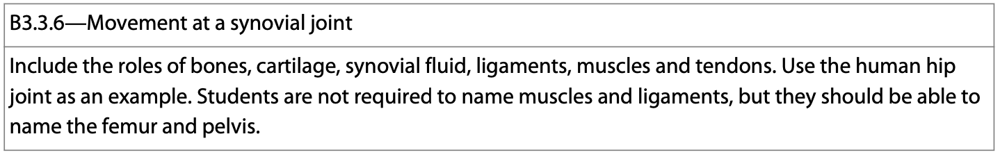 B3.3.6—Movement at a synovial joint
Include the roles of bones, cartilage, synovial fluid, ligaments, muscles and tendons. Use the human hip
joint as an example. Students are not required to name muscles and ligaments, but they should be able to
name the femur and pelvis.